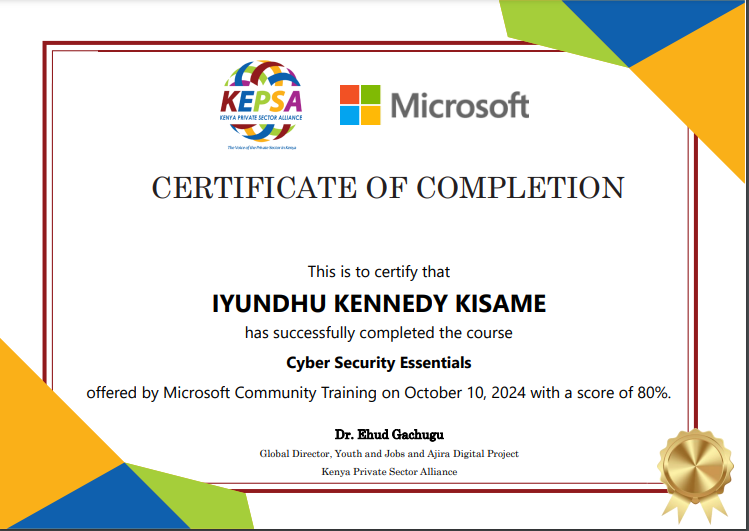 KEPSA
KENYA PRIVATE SECTOR ALLIANCE
The Voice of the Private Sector in Kenya
Microsoft
CERTIFICATE OF COMPLETION
This is to certify that
IYUNDHU KENNEDY KISAME
has successfully completed the course
Cyber Security Essentials
offered by Microsoft Community Training on October 10, 2024 with a score of 80%.
Dr. Ehud Gachugu
Global Director, Youth and Jobs and Ajira Digital Project
Kenya Private Sector Alliance